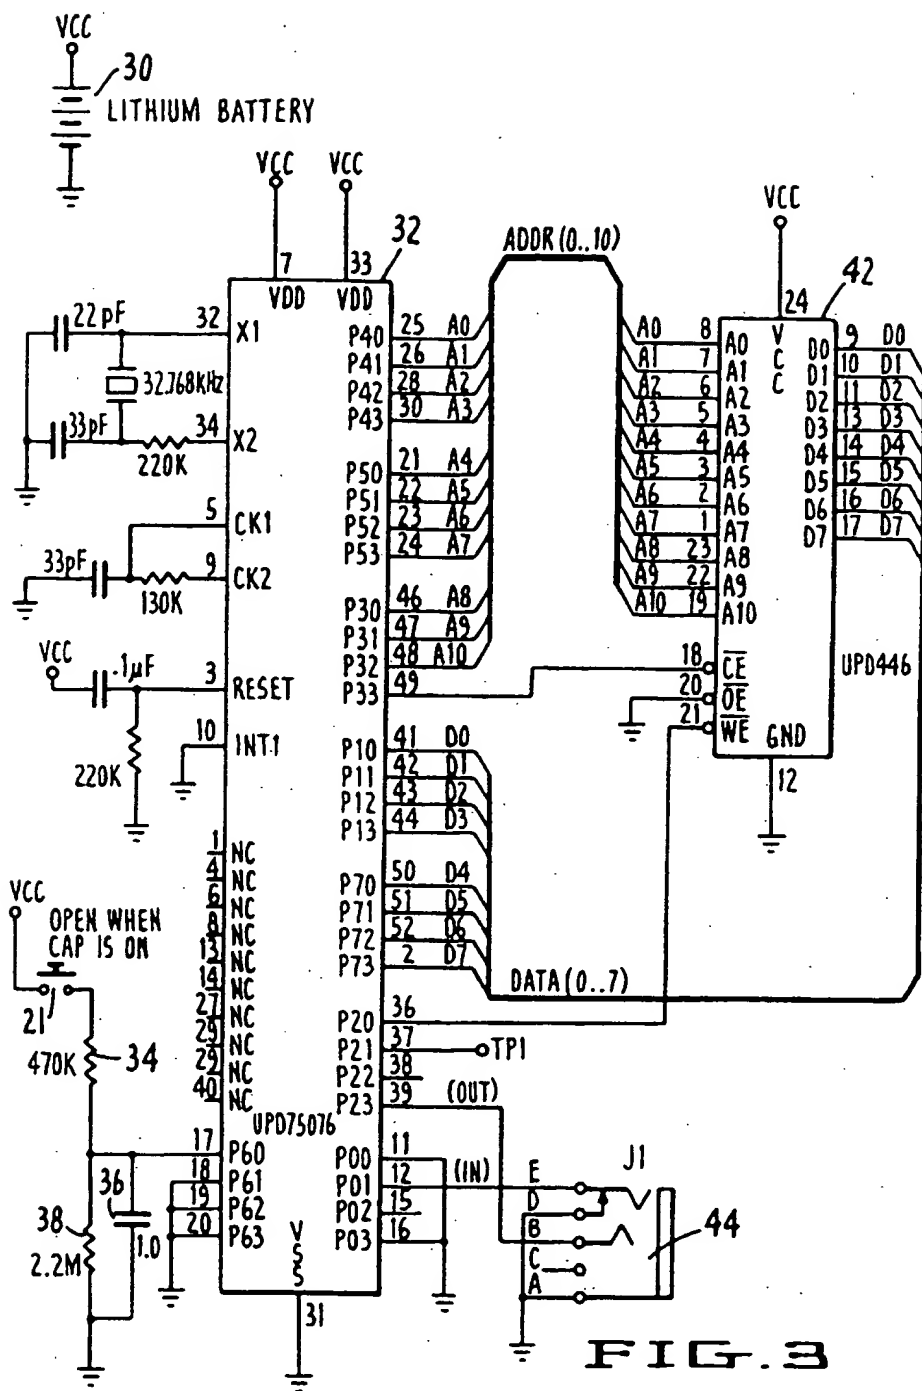 VCC
30
LITHIUM BATTERY
VCC
VCC
7
33
32
VDD
VDD
ADDR (0..10)
VCC
24
42
22pF
32
X1
32.768KHz
33pF
34
X2
220K
5
CK1
33pF
9
CK2
130K
VCC
.1µF
3
RESET
10
INT1
220K
1
NC
4
NC
6
NC
8
NC
13
NC
14
NC
27
NC
NC
29
NC
40
NC
UPD75076
VCC
OPEN WHEN
CAP IS ON
21
470K
34
17
P60
18
P61
19
P62
20
P63
36
1.0
38
2.2M
V
S
S
31
P40 25 A0
P41 26 A1
P42 28 A2
P43 30 A3
P50 21 A4
P51 22 A5
P52 23 A6
P53 24 A7
P30 46 A8
P31 47 A9
P32 48 A10
P33 49
P10 41 D0
P11 42 D1
P12 43 D2
P13 44 D3
P70 50 D4
P71 51 D5
P72 52 D6
P73 2 D7
DATA (0..7)
P20 36
P21 37
TP1
P22 38
P23 39 (OUT)
P00 11
P01 12 (IN)
P02 15
P03 16
A0 8 A0
A1 7 A1
A2 6 A2
A3 5 A3
A4 4 A4
A5 3 A5
A6 2 A6
A7 1 A7
A8 23 A8
A9 22 A9
A10 19 A10
18 CE
20 OE
21 WE
V
C
C
D0 9 D0
D1 10 D1
D2 11 D2
D3 13 D3
D4 14 D4
D5 15 D5
D6 16 D6
D7 17 D7
UPD446
GND
12
E
D
B
C
A
J1
44
FIG. 3